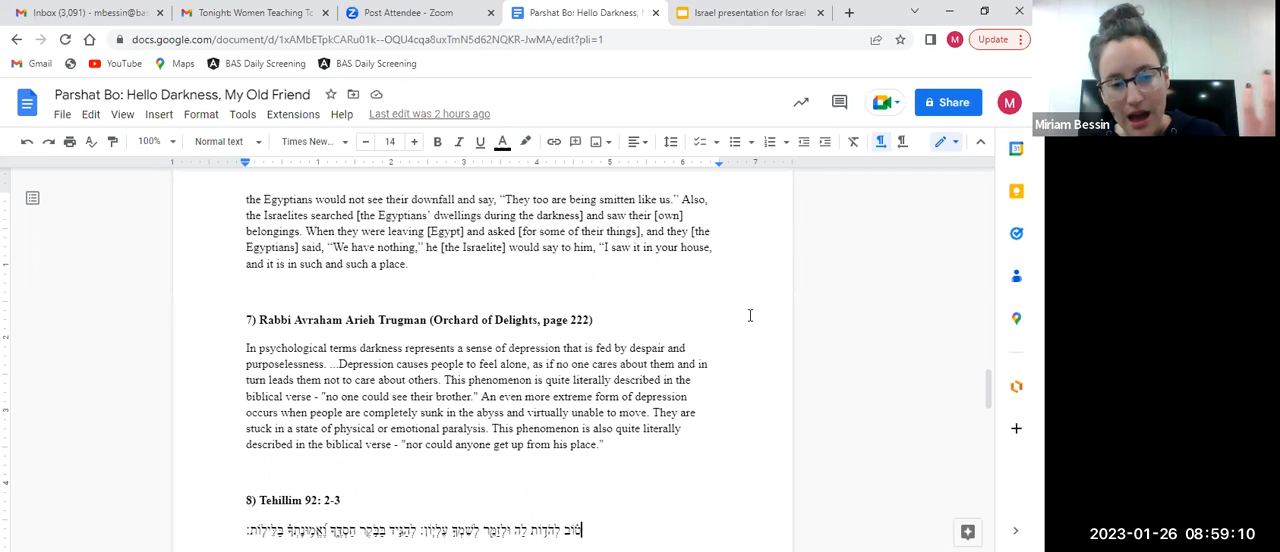 Inbox (3,091) - mbessin@bas
Tonight: Women Teaching To
Post Attendee - Zoom
Parshat Bo: Hello Darkness, M
Israel presentation for Israel
docs.google.com/document/d/1xAMbETpkCARu01k--OQU4cqa8uxTmN5d62NQKR-JwMA/edit?pli=1
M
Update
Gmail
YouTube
Maps
BAS Daily Screening
BAS Daily Screening
Parshat Bo: Hello Darkness, My Old Friend
File Edit View Insert Format Tools Extensions Help
Last edit was 2 hours ago
Share
M
Miriam Bessin
100% Normal text Times New... 14
1 1 2 3 4 5 6 7
the Egyptians would not see their downfall and say, “They too are being smitten like us.” Also,
the Israelites searched [the Egyptians’ dwellings during the darkness] and saw their [own]
belongings. When they were leaving [Egypt] and asked [for some of their things], and they [the
Egyptians] said, “We have nothing,” he [the Israelite] would say to him, “I saw it in your house,
and it is in such and such a place.
7) Rabbi Avraham Arieh Trugman (Orchard of Delights, page 222)
In psychological terms darkness represents a sense of depression that is fed by despair and
purposelessness. ...Depression causes people to feel alone, as if no one cares about them and in
turn leads them not to care about others. This phenomenon is quite literally described in the
biblical verse - "no one could see their brother." An even more extreme form of depression
occurs when people are completely sunk in the abyss and virtually unable to move. They are
stuck in a state of physical or emotional paralysis. This phenomenon is also quite literally
described in the biblical verse - "nor could anyone get up from his place."
8) Tehillim 92: 2-3
טוֹב לְהֹדוֹת לַה וּלְזַמֵּר לְשִׁמְךָ עֶלְיוֹן: לְהַגִּיד בַּבֹּקֶר חַסְדֶּךָ וֶאֱמוּנָתְךָ בַּלֵּילוֹת:
2023-01-26 08:59:10